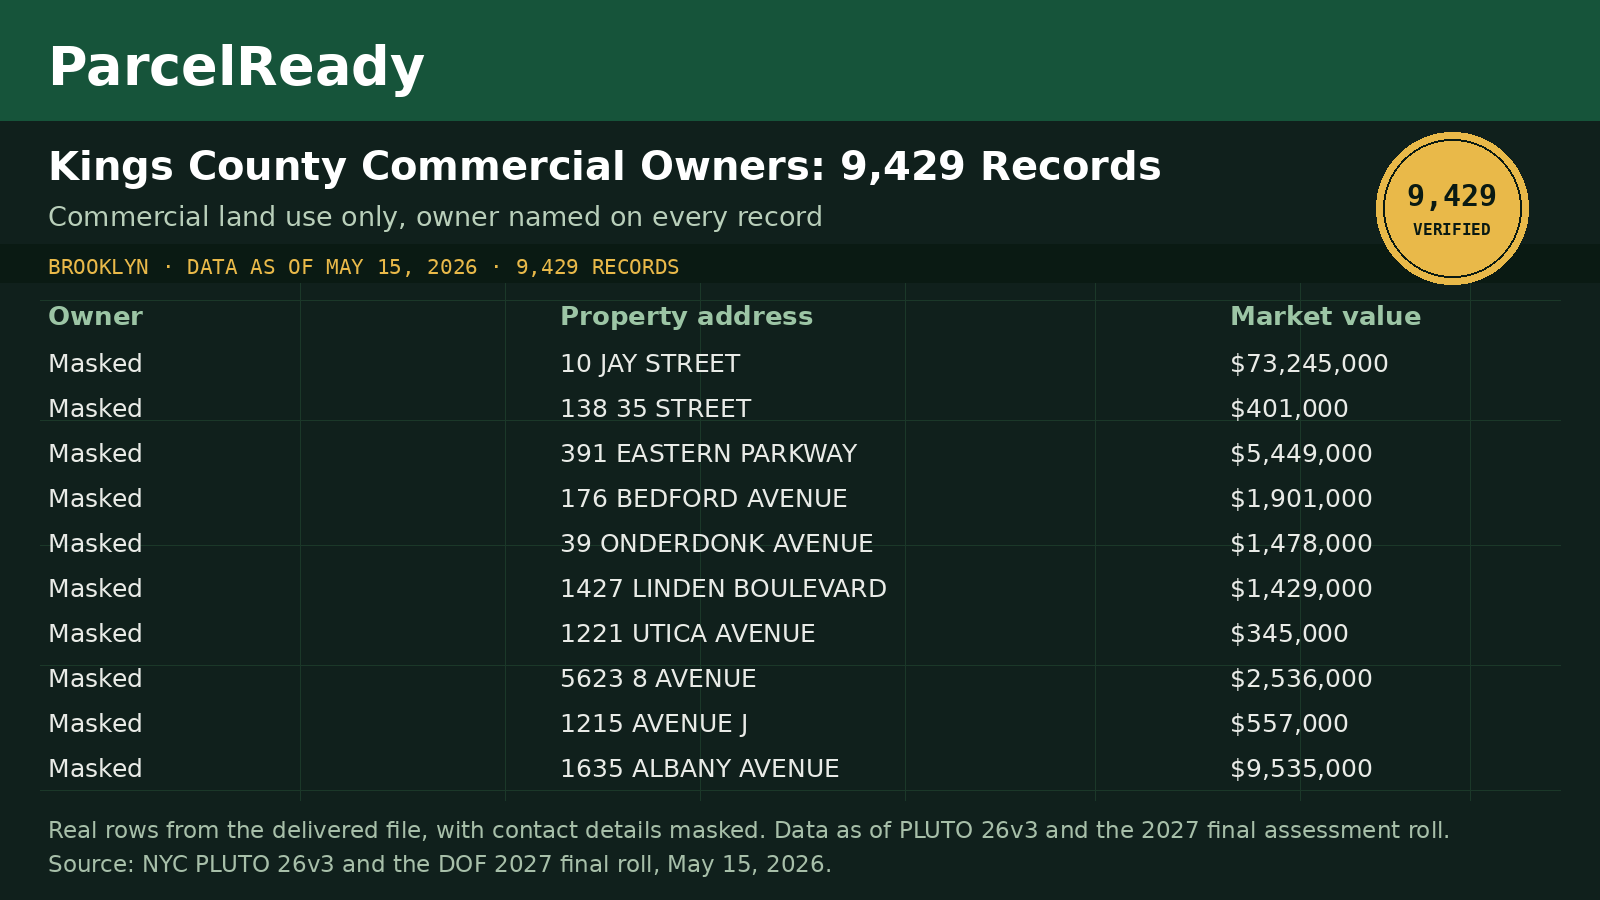 ParcelReady
Kings County Commercial Owners: 9,429 Records
Commercial land use only, owner named on every record
9,429
VERIFIED
BROOKLYN · DATA AS OF MAY 15, 2026 · 9,429 RECORDS
Owner Property address Market value
Masked 10 JAY STREET $73,245,000
Masked 138 35 STREET $401,000
Masked 391 EASTERN PARKWAY $5,449,000
Masked 176 BEDFORD AVENUE $1,901,000
Masked 39 ONDERDONK AVENUE $1,478,000
Masked 1427 LINDEN BOULEVARD $1,429,000
Masked 1221 UTICA AVENUE $345,000
Masked 5623 8 AVENUE $2,536,000
Masked 1215 AVENUE J $557,000
Masked 1635 ALBANY AVENUE $9,535,000
Real rows from the delivered file, with contact details masked. Data as of PLUTO 26v3 and the 2027 final assessment roll.
Source: NYC PLUTO 26v3 and the DOF 2027 final roll, May 15, 2026.